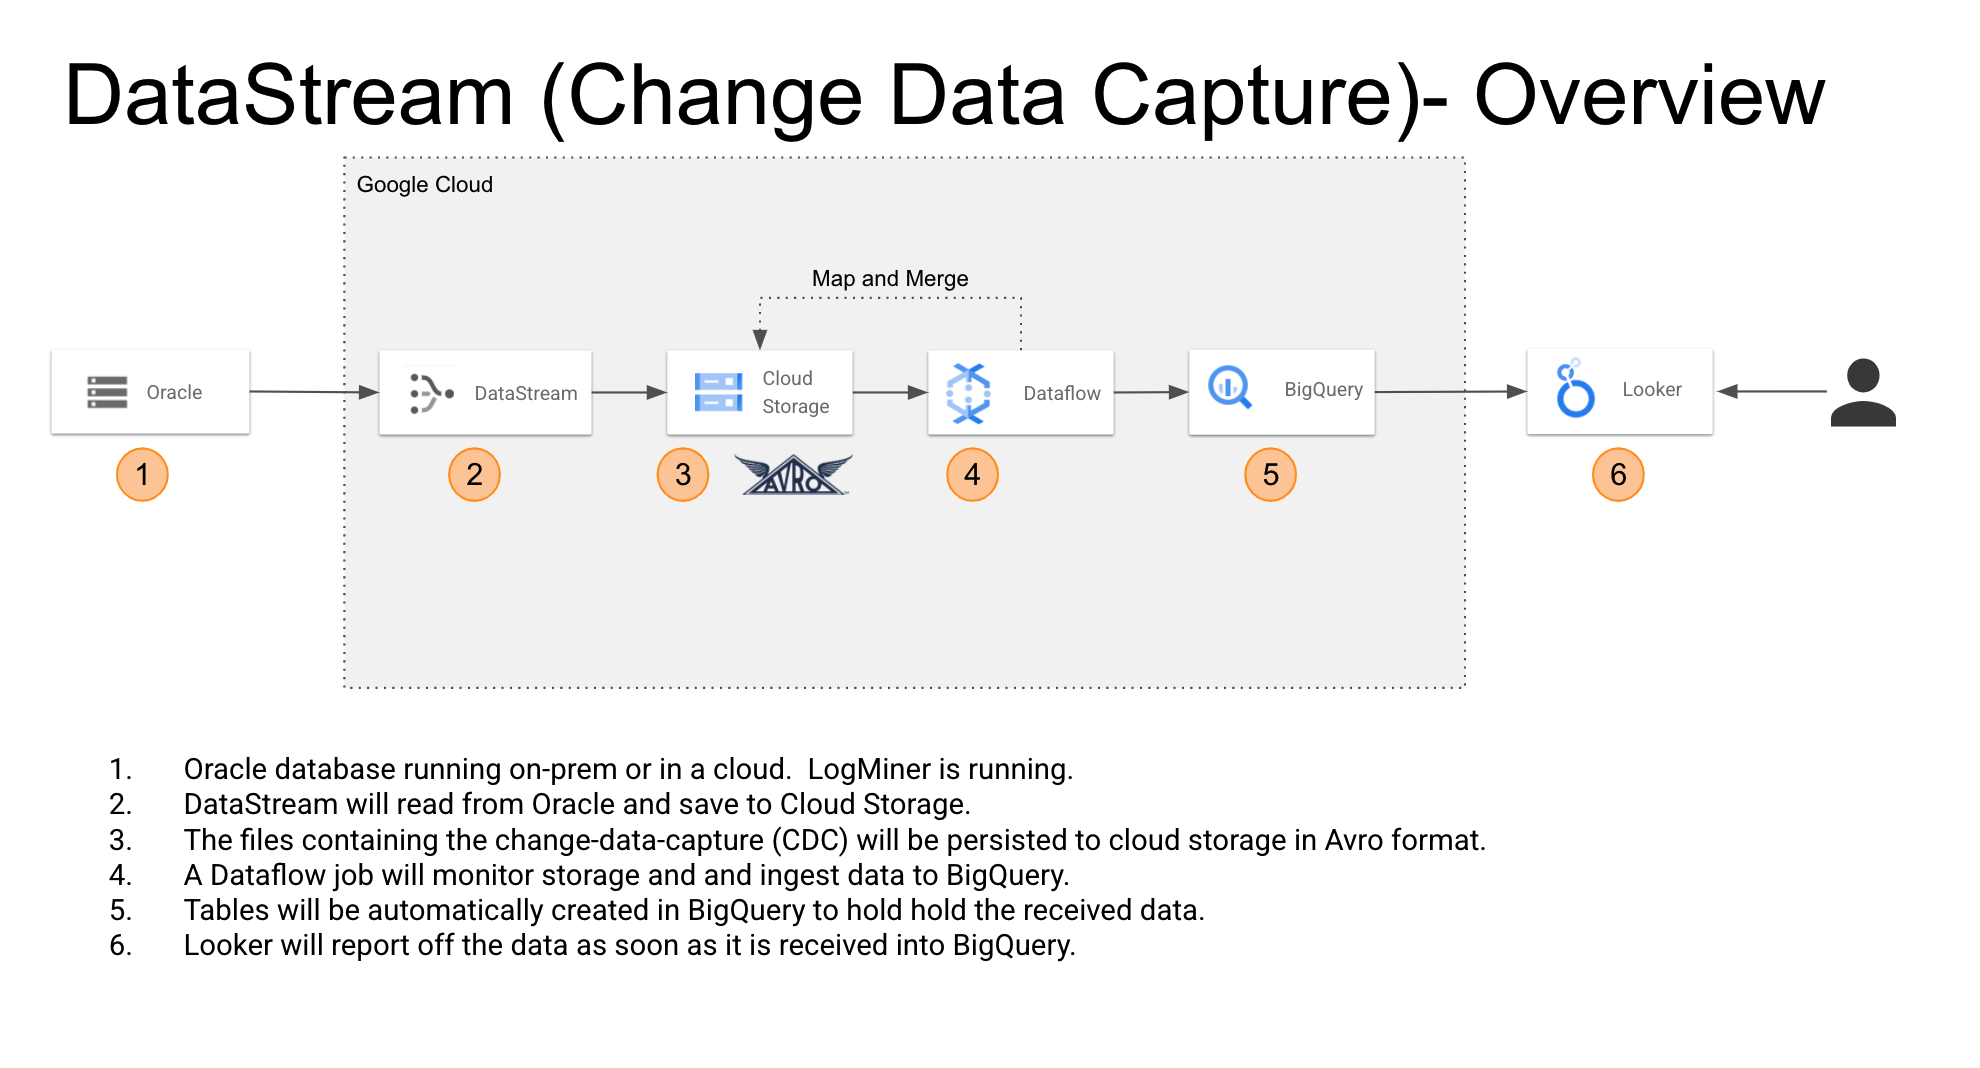 DataStream (Change Data Capture)- Overview
Google Cloud
Map and Merge
Oracle
DataStream
Cloud
Storage
Dataflow
BigQuery
Looker
1
2
3
AVRO
4
5
6
1. Oracle database running on-prem or in a cloud.  LogMiner is running.
2. DataStream will read from Oracle and save to Cloud Storage.
3. The files containing the change-data-capture (CDC) will be persisted to cloud storage in Avro format.
4. A Dataflow job will monitor storage and and ingest data to BigQuery.
5. Tables will be automatically created in BigQuery to hold hold the received data.
6. Looker will report off the data as soon as it is received into BigQuery.